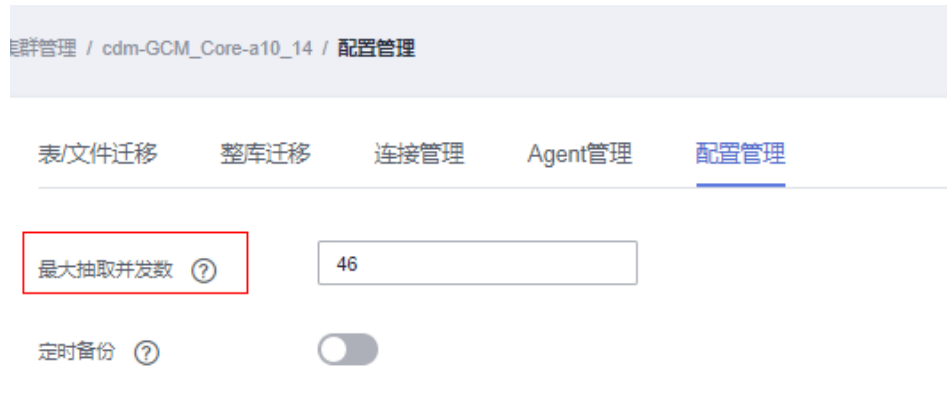 集群管理 / cdm-GCM_Core-a10_14 / 配置管理
表/文件迁移 整库迁移 连接管理 Agent管理 配置管理
最大抽取并发数 ? 46
定时备份 ?